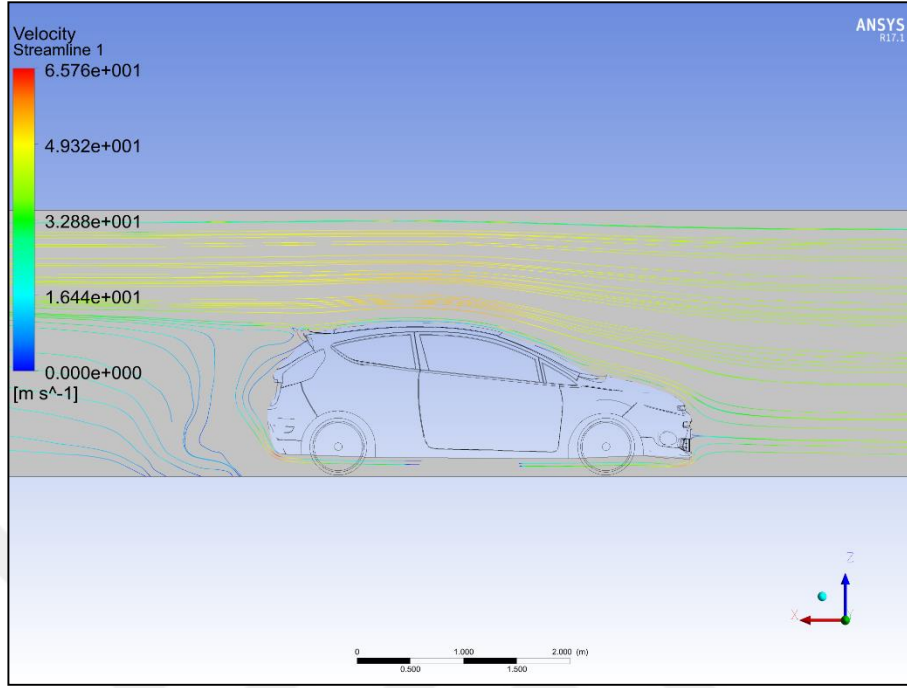 Velocity
Streamline 1
6.576e+001
4.932e+001
3.288e+001
1.644e+001
0.000e+000
[m s^-1]
ANSYS
R17.1
Z
X
0 1.000 2.000 (m)
0.500 1.500